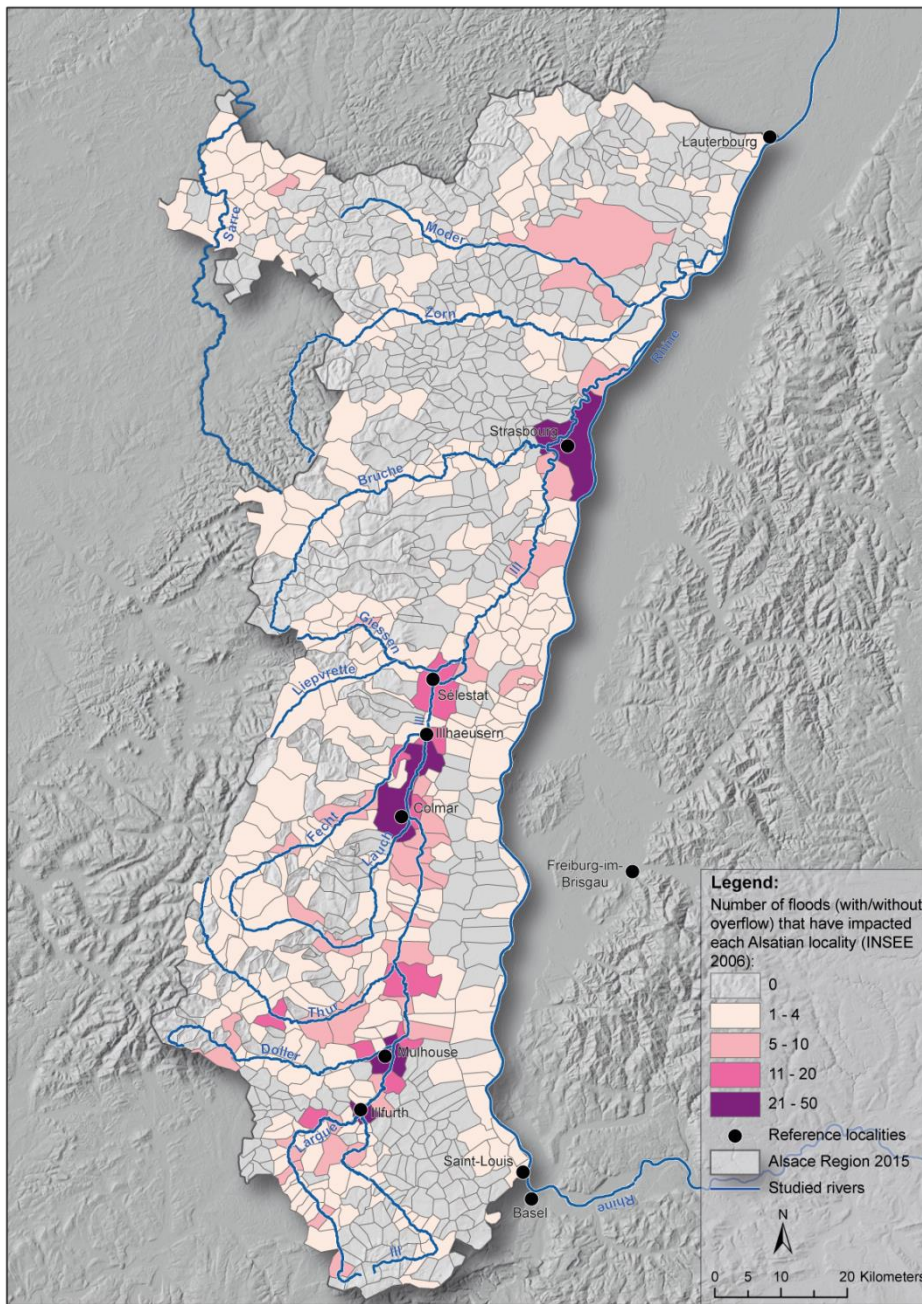 Lauterbourg
Sarre
Moder
Zorn
Rhine
Strasbourg
Bruche
Ill
Giessen
Liepvrette
Sélestat
Ill
Illhaeusern
Fecht
Colmar
Lauch
Freiburg-im-
Brisgau
Thur
Doller
Mulhouse
Illfurth
Largue
Saint-Louis
Basel
Rhine
Ill
Legend:
Number of floods (with/without
overflow) that have impacted
each Alsatian locality (INSEE
2006):
0
1 - 4
5 - 10
11 - 20
21 - 50
Reference localities
Alsace Region 2015
Studied rivers
N
0 5 10 20 Kilometers